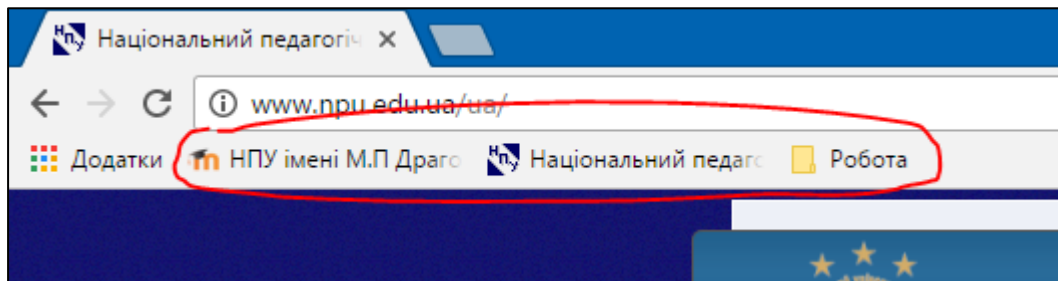 Національний педагогіч
www.npu.edu.ua/ua/
Додатки НПУ імені М.П Драго Національний педаго Робота